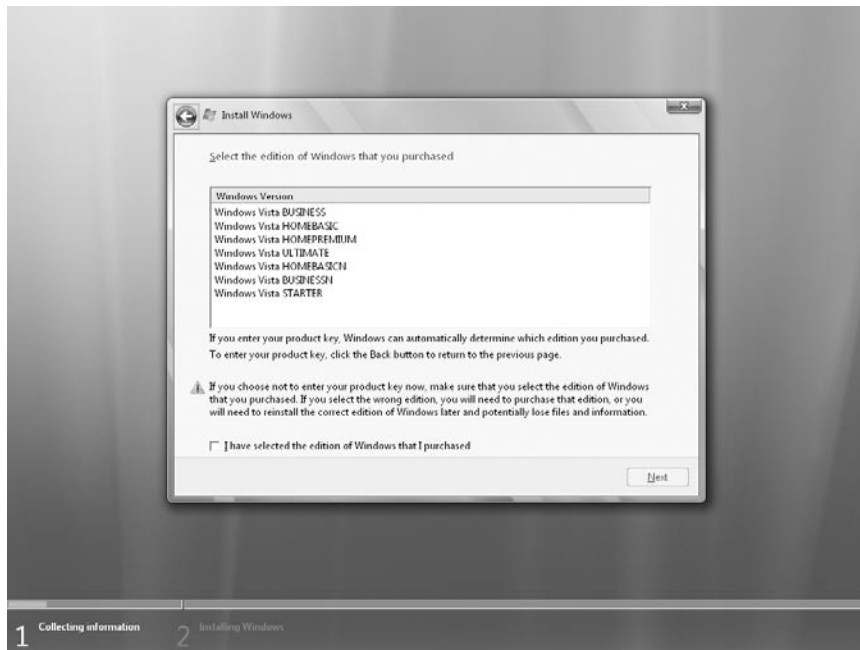 Install Windows
Select the edition of Windows that you purchased
Windows Version
Windows Vista BUSINESS
Windows Vista HOMEBASIC
Windows Vista HOMEPREMIUM
Windows Vista ULTIMATE
Windows Vista HOMEBASICN
Windows Vista BUSINESSN
Windows Vista STARTER
If you enter your product key, Windows can automatically determine which edition you purchased.
To enter your product key, click the Back button to return to the previous page.
If you choose not to enter your product key now, make sure that you select the edition of Windows
that you purchased. If you select the wrong edition, you will need to purchase that edition, or you
will need to reinstall the correct edition of Windows later and potentially lose files and information.
I have selected the edition of Windows that I purchased
Next
1 Collecting information
2 Installing Windows